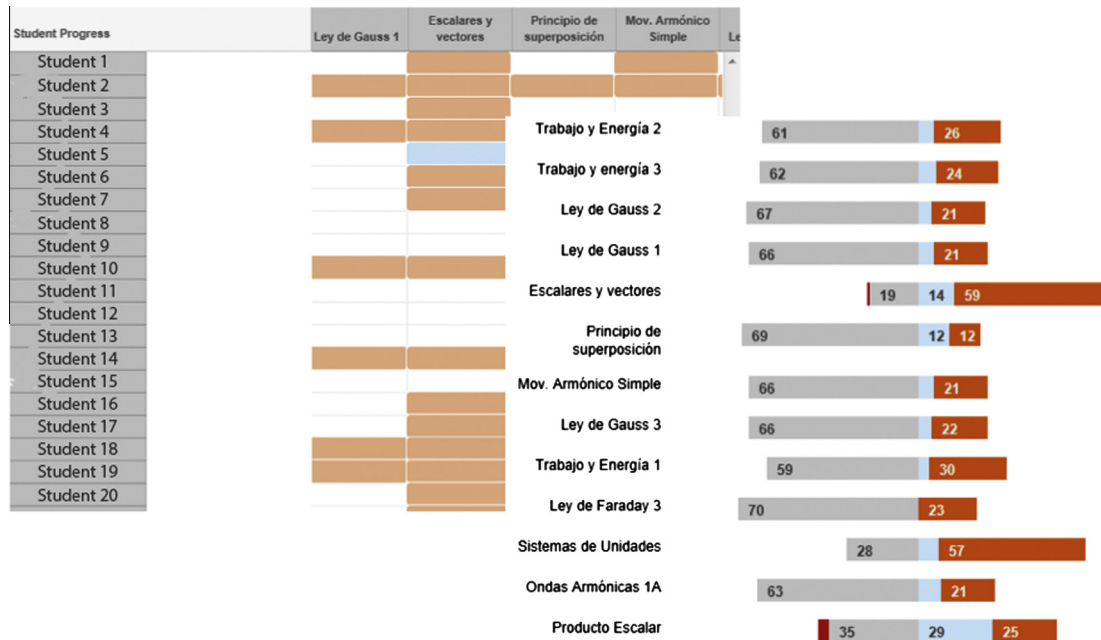 Student Progress
Ley de Gauss 1
Escalares y
vectores
Principio de
superposición
Mov. Armónico
Simple
Le
Student 1
Student 2
Student 3
Student 4
Student 5
Student 6
Student 7
Student 8
Student 9
Student 10
Student 11
Student 12
Student 13
Student 14
Student 15
Student 16
Student 17
Student 18
Student 19
Student 20
Trabajo y Energía 2 61 26
Trabajo y energía 3 62 24
Ley de Gauss 2 67 21
Ley de Gauss 1 66 21
Escalares y vectores 19 14 59
Principio de
superposición 69 12 12
Mov. Armónico Simple 66 21
Ley de Gauss 3 66 22
Trabajo y Energía 1 59 30
Ley de Faraday 3 70 23
Sistemas de Unidades 28 57
Ondas Armónicas 1A 63 21
Producto Escalar 35 29 25